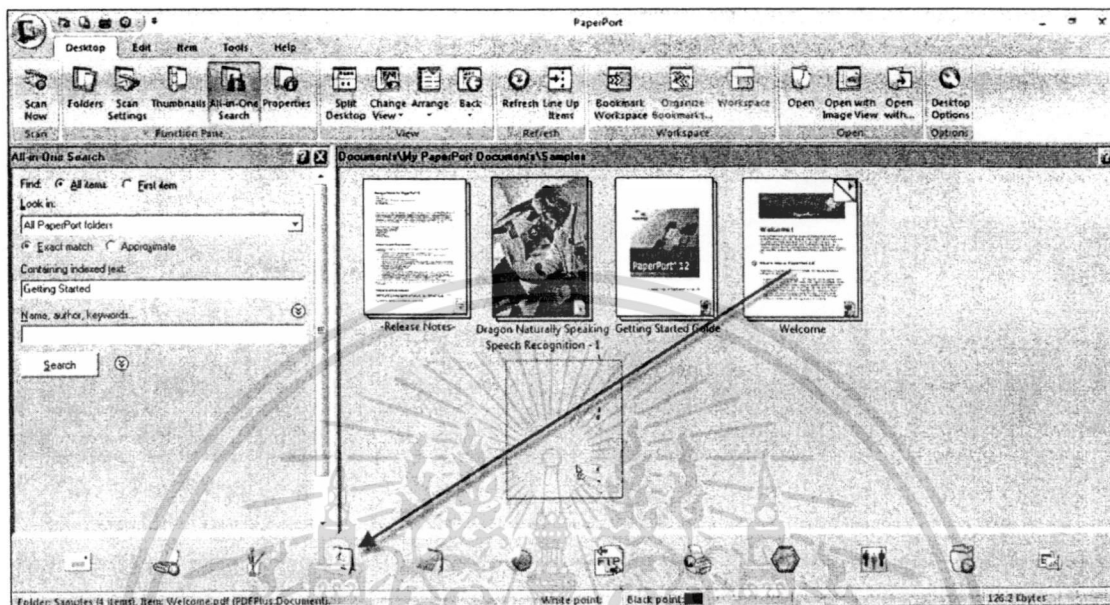 PaperPort
Desktop Edit Item Tools Help
Scan Now Folders Scan Settings Thumbnails All-in-One Search Properties Split Desktop Change View Arrange Back Refresh Line Up Items Bookmark Workspace Organize Bookmarks... Workspace Open Open with Image View Open with... Desktop Options
Scan Function Pane View Refresh Workspace Open Options
All-in-One Search
Documents\My PaperPort Documents\Samples
Find: All items First item
Look in:
All PaperPort folders
Exact match Approximate
Containing indexed text:
Getting Started
Name, author, keywords...
Search
Welcome!
PaperPort 12
-Release Notes-
Dragon Naturally Speaking Speech Recognition - 1
Getting Started Guide
Welcome
FTP
Folder: Samples (4 items). Item: Welcome.pdf (PDFPlus Document).
White point: Black point:
126.2 Kbytes